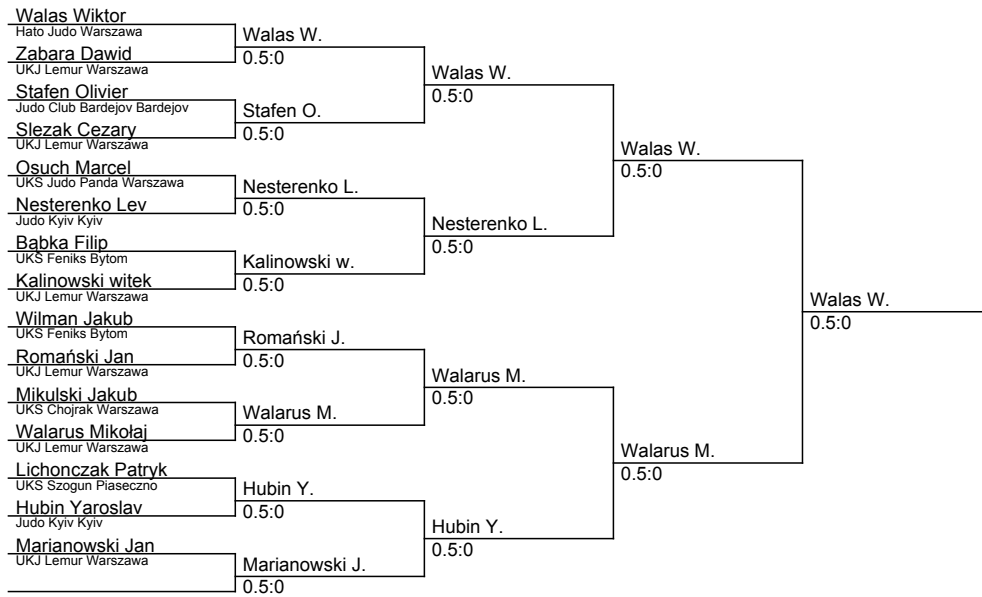 Walas Wiktor
Hato Judo Warszawa
Zabara Dawid
UKJ Lemur Warszawa
Stafen Olivier
Judo Club Bardejov Bardejov
Slezak Cezary
UKJ Lemur Warszawa
Osuch Marcel
UKS Judo Panda Warszawa
Nesterenko Lev
Judo Kyiv Kyiv
Bąbka Filip
UKS Feniks Bytom
Kalinowski witek
UKJ Lemur Warszawa
Wilman Jakub
UKS Feniks Bytom
Romański Jan
UKJ Lemur Warszawa
Mikulski Jakub
UKS Chojrak Warszawa
Walarus Mikołaj
UKJ Lemur Warszawa
Lichonczak Patryk
UKS Szogun Piaseczno
Hubin Yaroslav
Judo Kyiv Kyiv
Marianowski Jan
UKJ Lemur Warszawa
Walas W.
0.5:0
Stafen O.
0.5:0
Nesterenko L.
0.5:0
Kalinowski w.
0.5:0
Romański J.
0.5:0
Walarus M.
0.5:0
Hubin Y.
0.5:0
Marianowski J.
0.5:0
Walas W.
0.5:0
Nesterenko L.
0.5:0
Walarus M.
0.5:0
Hubin Y.
0.5:0
Walas W.
0.5:0
Walarus M.
0.5:0
Walas W.
0.5:0